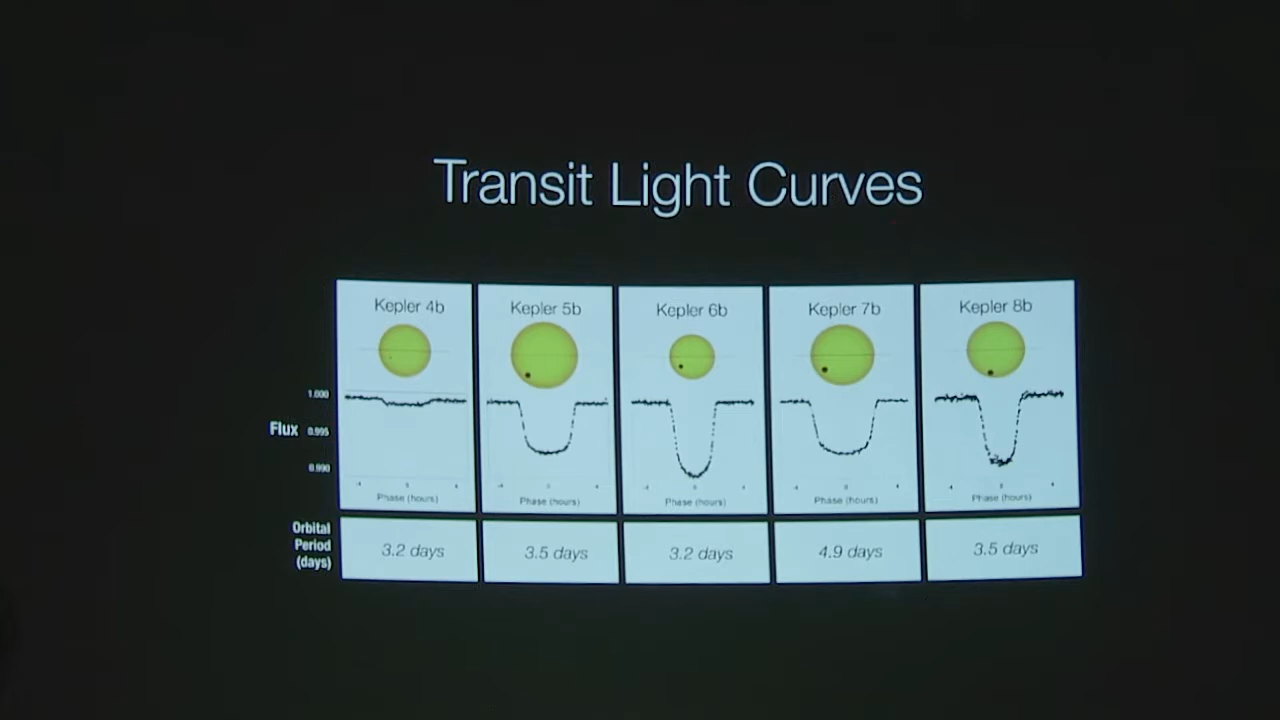 Transit Light Curves
Kepler 4b
Kepler 5b
Kepler 6b
Kepler 7b
Kepler 8b
1.000
Flux 0.995
0.990
Phase (hours)
Phase (hours)
Phase (hours)
Phase (hours)
Phase (hours)
Orbital
Period
(days)
3.2 days
3.5 days
3.2 days
4.9 days
3.5 days